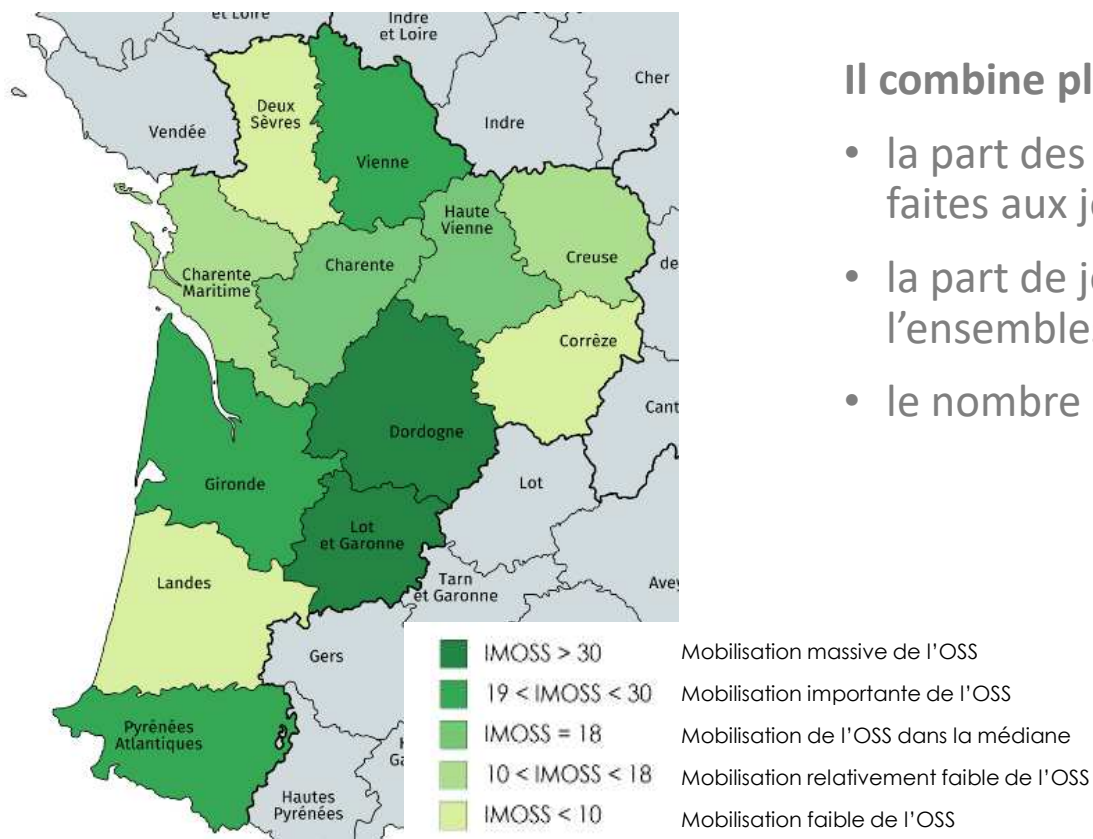 et Loire
Indre
et Loire
Cher
Vendée
Deux
Sèvres
Indre
Vienne
Haute
Vienne
Creuse
de
Charente
Maritime
Charente
Corrèze
Cant
Dordogne
Gironde
Lot
Lot
et Garonne
Landes
Tarn
et Garonne
Avey
Gers
Pyrénées
Atlantiques
Hautes
Pyrénées
Il combine pl
• la part des
faites aux j
• la part de j
l’ensemble
• le nombre
IMOSS > 30 Mobilisation massive de l’OSS
19 < IMOSS < 30 Mobilisation importante de l’OSS
IMOSS = 18 Mobilisation de l’OSS dans la médiane
10 < IMOSS < 18 Mobilisation relativement faible de l’OSS
IMOSS < 10 Mobilisation faible de l’OSS